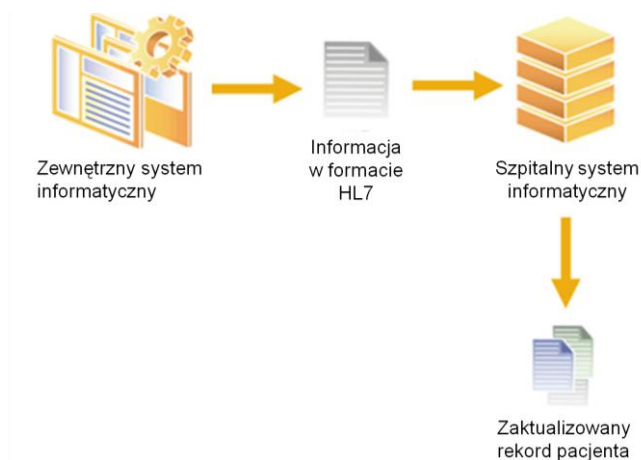 Zewnętrzny system
informatyczny
Informacja
w formacie
HL7
Szpitalny system
informatyczny
Zaktualizowany
rekord pacjenta